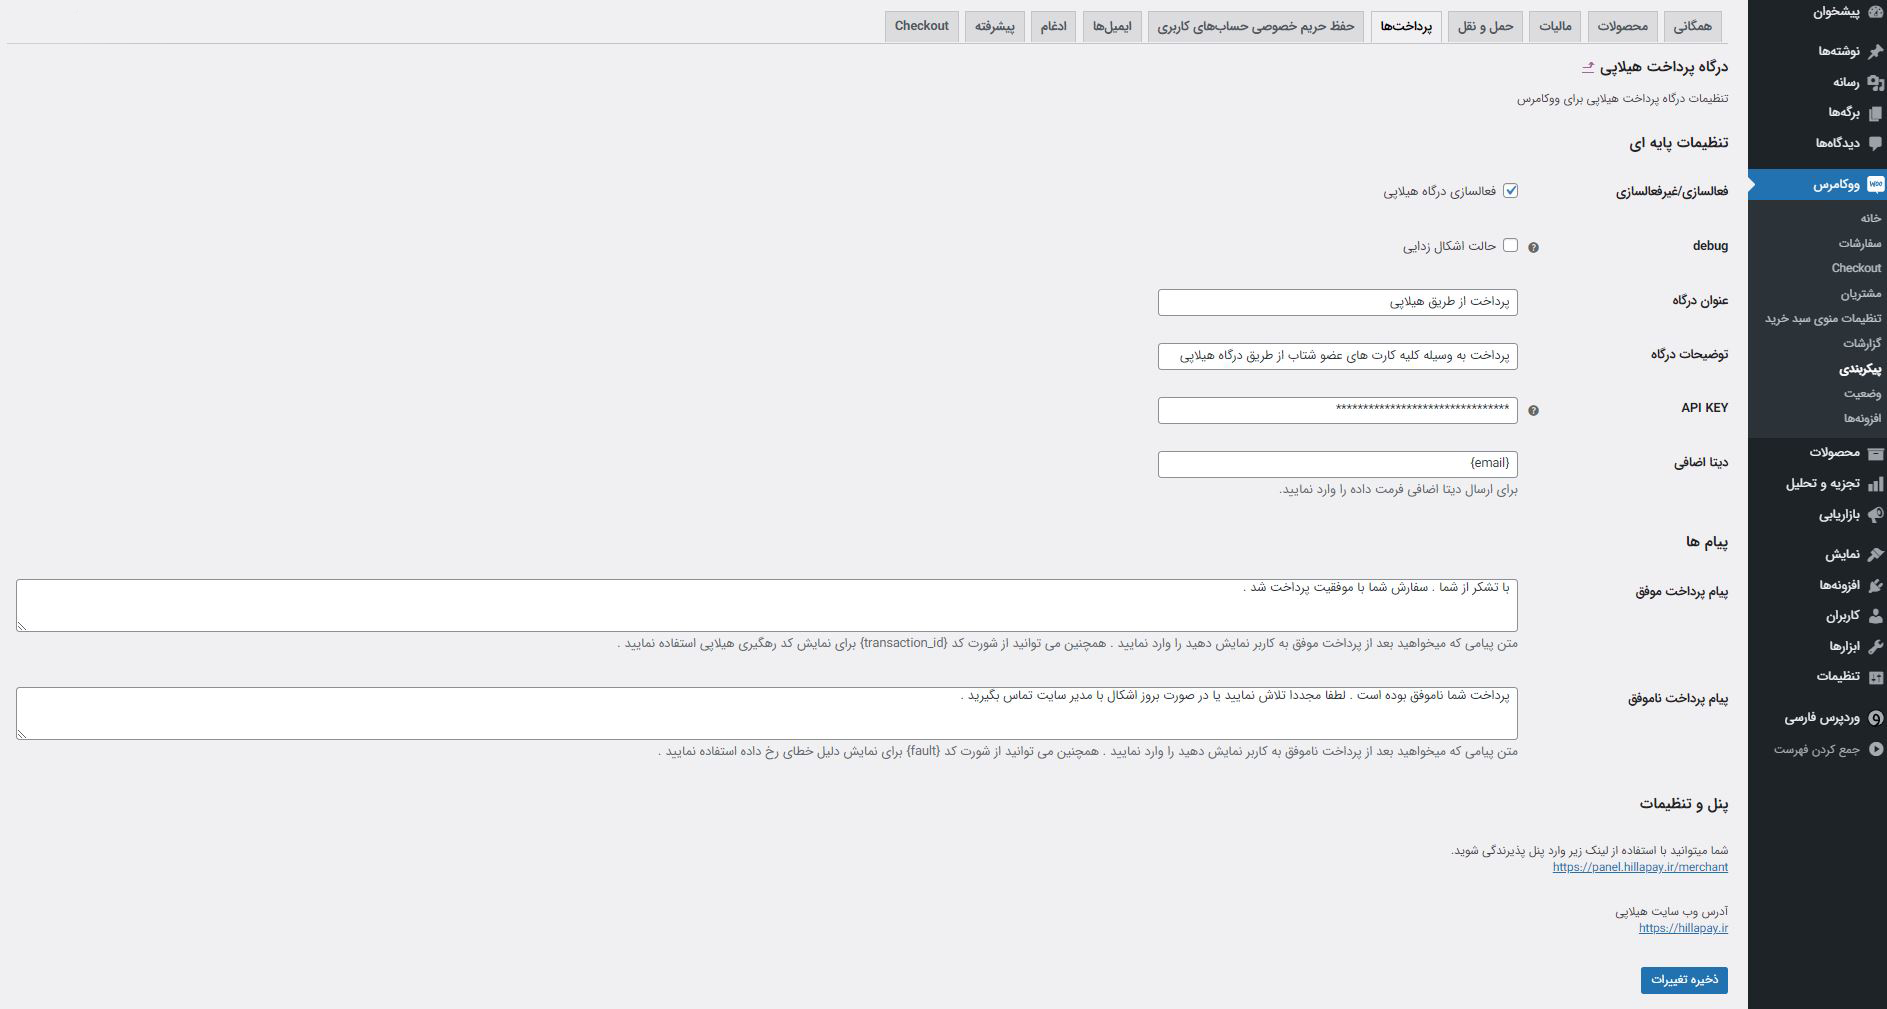 همگانی
محصولات
مالیات
حمل و نقل
پرداخت‌ها
حفظ حریم خصوصی حساب‌های کاربری
ایمیل‌ها
ادغام
پیشرفته
Checkout
درگاه پرداخت هیلاپی
تنظیمات درگاه پرداخت هیلاپی برای ووکامرس
تنظیمات پایه ای
فعالسازی/غیرفعالسازی
فعالسازی درگاه هیلاپی
debug
حالت اشکال زدایی
عنوان درگاه
پرداخت از طریق هیلاپی
توضیحات درگاه
پرداخت به وسیله کلیه کارت های عضو شتاب از طریق درگاه هیلاپی
API KEY
********************************
دیتا اضافی
{email}
برای ارسال دیتا اضافی فرمت داده را وارد نمایید.
پیام ها
پیام پرداخت موفق
با تشکر از شما . سفارش شما با موفقیت پرداخت شد .
متن پیامی که میخواهید بعد از پرداخت موفق به کاربر نمایش دهید را وارد نمایید . همچنین می توانید از شورت کد {transaction_id} برای نمایش کد رهگیری هیلاپی استفاده نمایید .
پیام پرداخت ناموفق
پرداخت شما ناموفق بوده است . لطفا مجددا تلاش نمایید یا در صورت بروز اشکال با مدیر سایت تماس بگیرید .
متن پیامی که میخواهید بعد از پرداخت ناموفق به کاربر نمایش دهید را وارد نمایید . همچنین می توانید از شورت کد {fault} برای نمایش دلیل خطای رخ داده استفاده نمایید .
پنل و تنظیمات
شما میتوانید با استفاده از لینک زیر وارد پنل پذیرندگی شوید.
https://panel.hillapay.ir/merchant
آدرس وب سایت هیلاپی
https://hillapay.ir
ذخیره تغییرات
پیشخوان
نوشته‌ها
رسانه
برگه‌ها
دیدگاه‌ها
ووکامرس
خانه
سفارشات
Checkout
مشتریان
تنظیمات منوی سبد خرید
گزارشات
پیکربندی
وضعیت
افزونه‌ها
محصولات
تجزیه و تحلیل
بازاریابی
نمایش
افزونه‌ها
کاربران
ابزارها
تنظیمات
وردپرس فارسی
جمع کردن فهرست